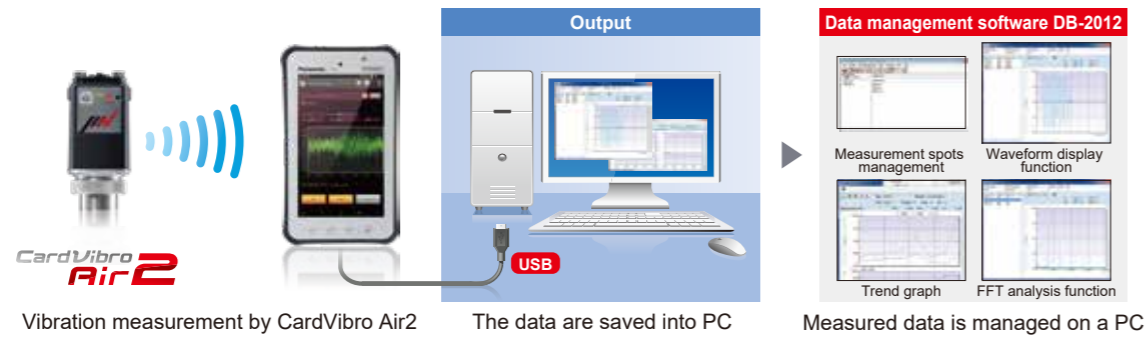 Output
Data management software DB-2012
Panasonic
Measurement spots
management
Waveform display
function
CardVibro
Air2
USB
Trend graph
FFT analysis function
Vibration measurement by CardVibro Air2
The data are saved into PC
Measured data is managed on a PC